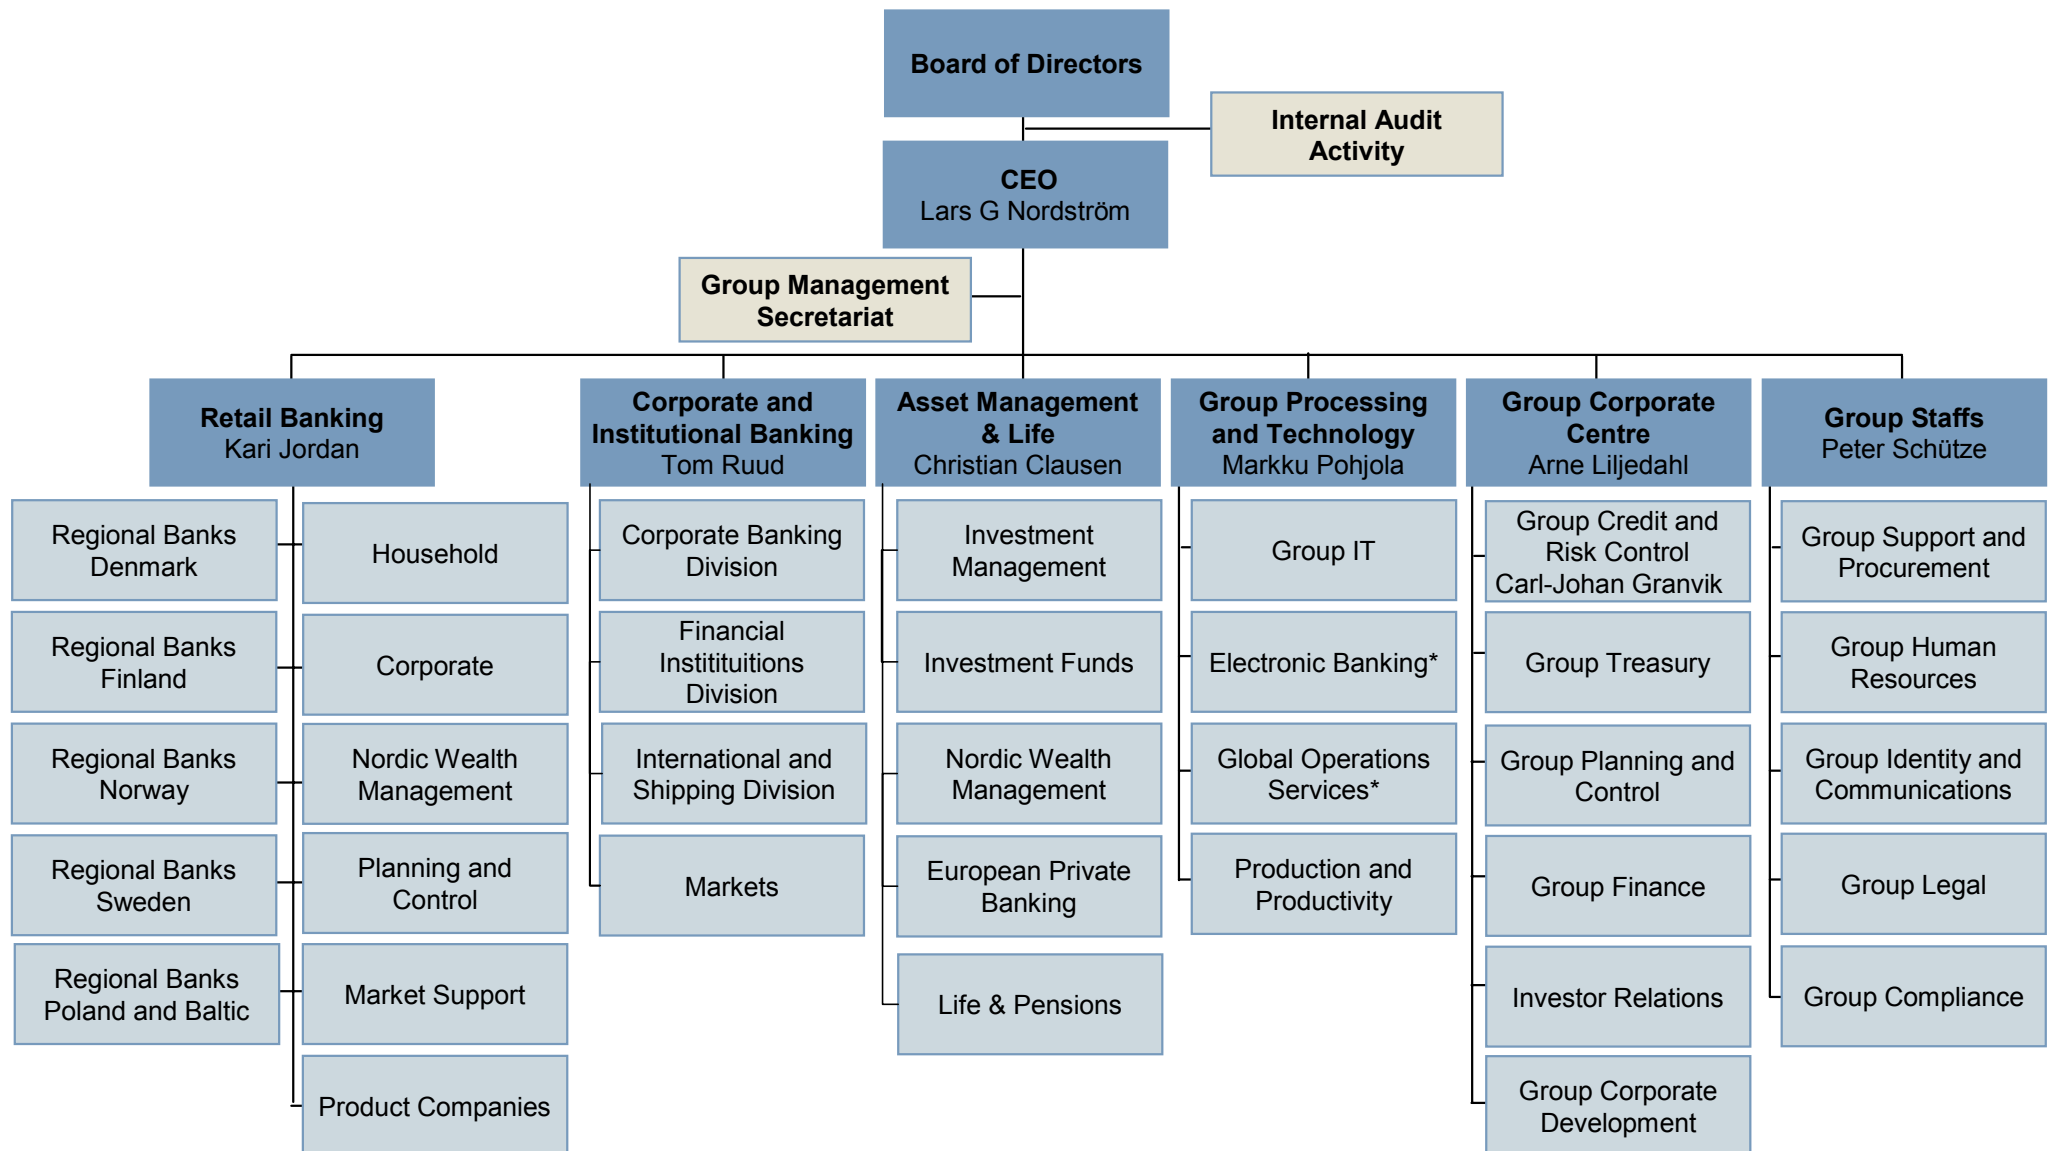 Board of Directors
Internal Audit
Activity
CEO
Lars G Nordström
Group Management
Secretariat
Retail Banking
Kari Jordan
Corporate and
Institutional Banking
Tom Ruud
Asset Management
& Life
Christian Clausen
Group Processing
and Technology
Markku Pohjola
Group Corporate
Centre
Arne Liljedahl
Group Staffs
Peter Schütze
Regional Banks
Denmark
Regional Banks
Finland
Regional Banks
Norway
Regional Banks
Sweden
Regional Banks
Poland and Baltic
Household
Corporate
Nordic Wealth
Management
Planning and
Control
Market Support
Product Companies
Corporate Banking
Division
Financial
Instituitions
Division
International and
Shipping Division
Markets
Investment
Management
Investment Funds
Nordic Wealth
Management
European Private
Banking
Life & Pensions
Group IT
Electronic Banking*
Global Operations
Services*
Production and
Productivity
Group Credit and
Risk Control
Carl-Johan Granvik
Group Treasury
Group Planning and
Control
Group Finance
Investor Relations
Group Corporate
Development
Group Support and
Procurement
Group Human
Resources
Group Identity and
Communications
Group Legal
Group Compliance